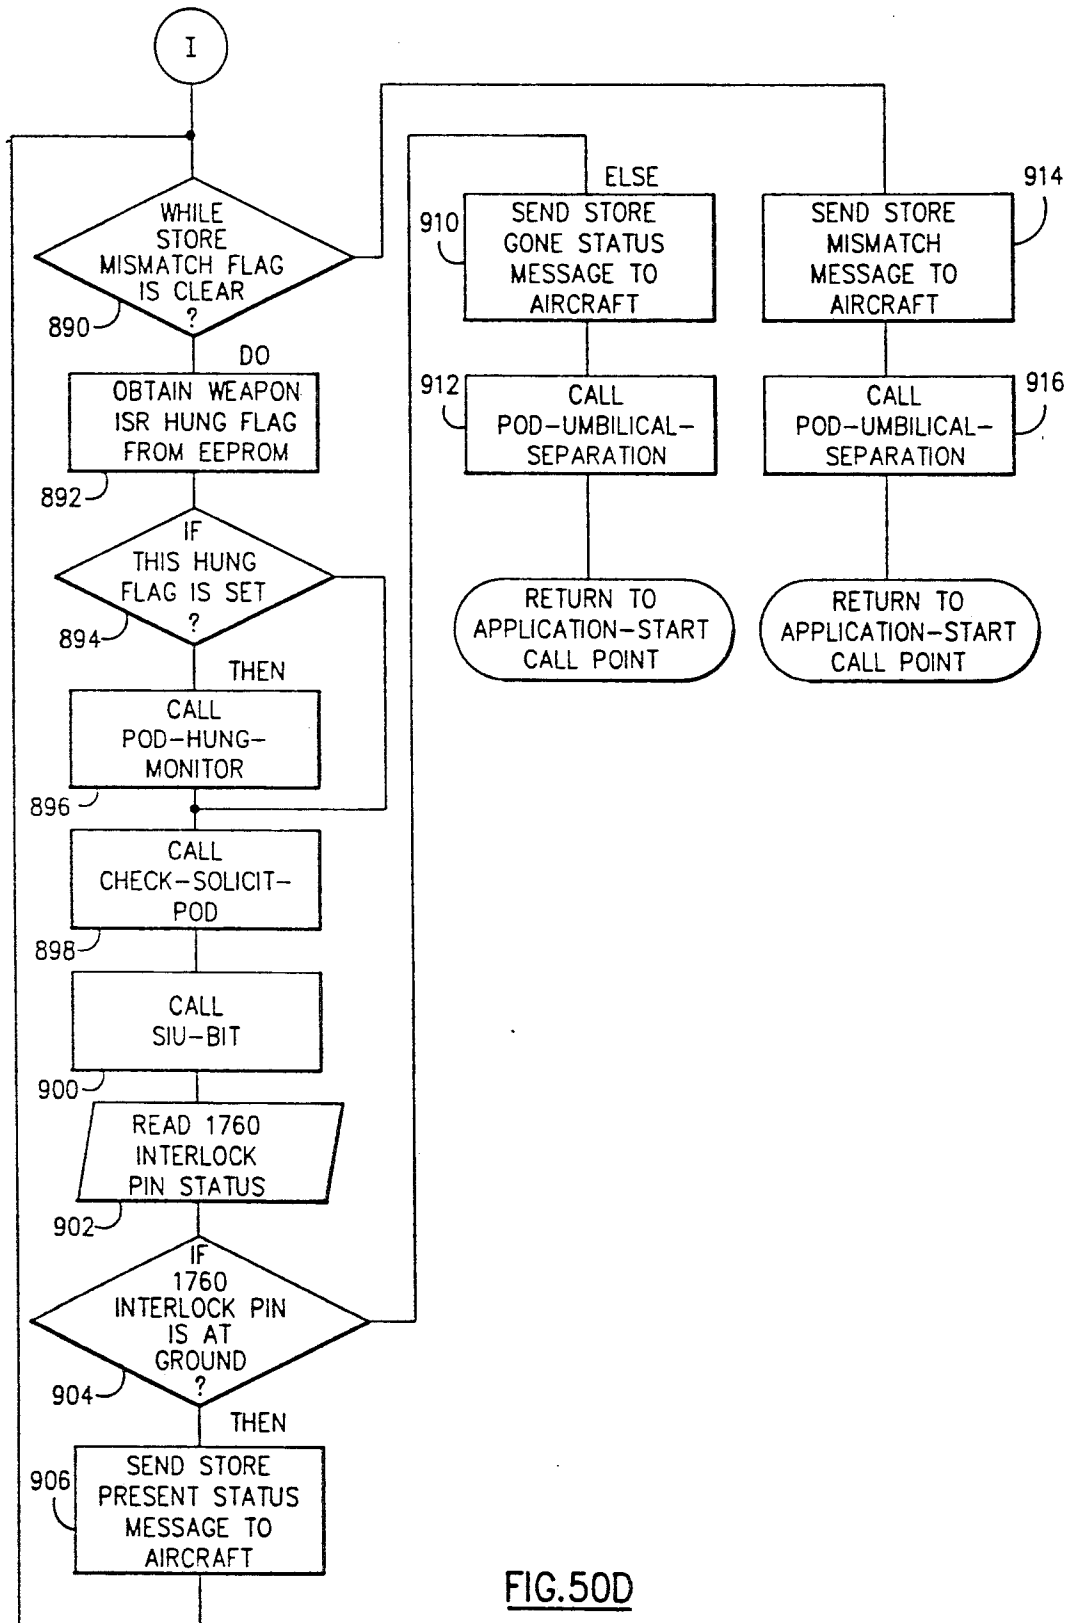 I
WHILE
STORE
MISMATCH FLAG
IS CLEAR
?
890
DO
OBTAIN WEAPON
ISR HUNG FLAG
FROM EEPROM
892
IF
THIS HUNG
FLAG IS SET
?
894
THEN
CALL
POD-HUNG-
MONITOR
896
CALL
CHECK-SOLICIT-
POD
898
CALL
SIU-BIT
900
READ 1760
INTERLOCK
PIN STATUS
902
IF
1760
INTERLOCK PIN
IS AT
GROUND
?
904
THEN
906
SEND STORE
PRESENT STATUS
MESSAGE TO
AIRCRAFT
ELSE
910
SEND STORE
GONE STATUS
MESSAGE TO
AIRCRAFT
912
CALL
POD-UMBILICAL-
SEPARATION
RETURN TO
APPLICATION-START
CALL POINT
914
SEND STORE
MISMATCH
MESSAGE TO
AIRCRAFT
916
CALL
POD-UMBILICAL-
SEPARATION
RETURN TO
APPLICATION-START
CALL POINT
FIG.50D